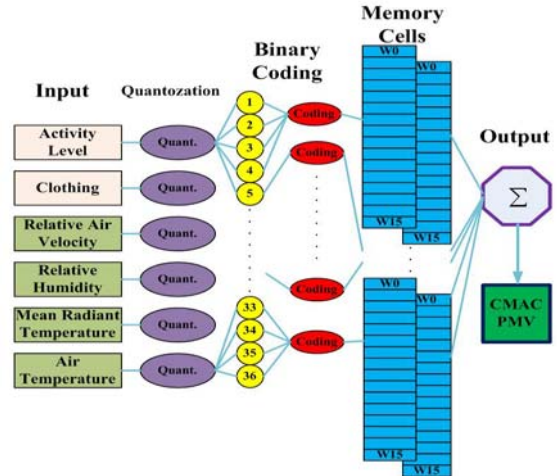 Memory
Cells
Binary
Coding
Input
Quantozation
Output
Activity
Level
Clothing
Relative Air
Velocity
Relative
Humidity
Mean Radiant
Temperature
Air
Temperature
Quant.
Quant.
Quant.
Quant.
Quant.
Quant.
1
2
3
4
5
33
34
35
36
Coding
Coding
Coding
Coding
W0
W0
W15
W15
W0
W0
W15
W15
Σ
CMAC
PMV